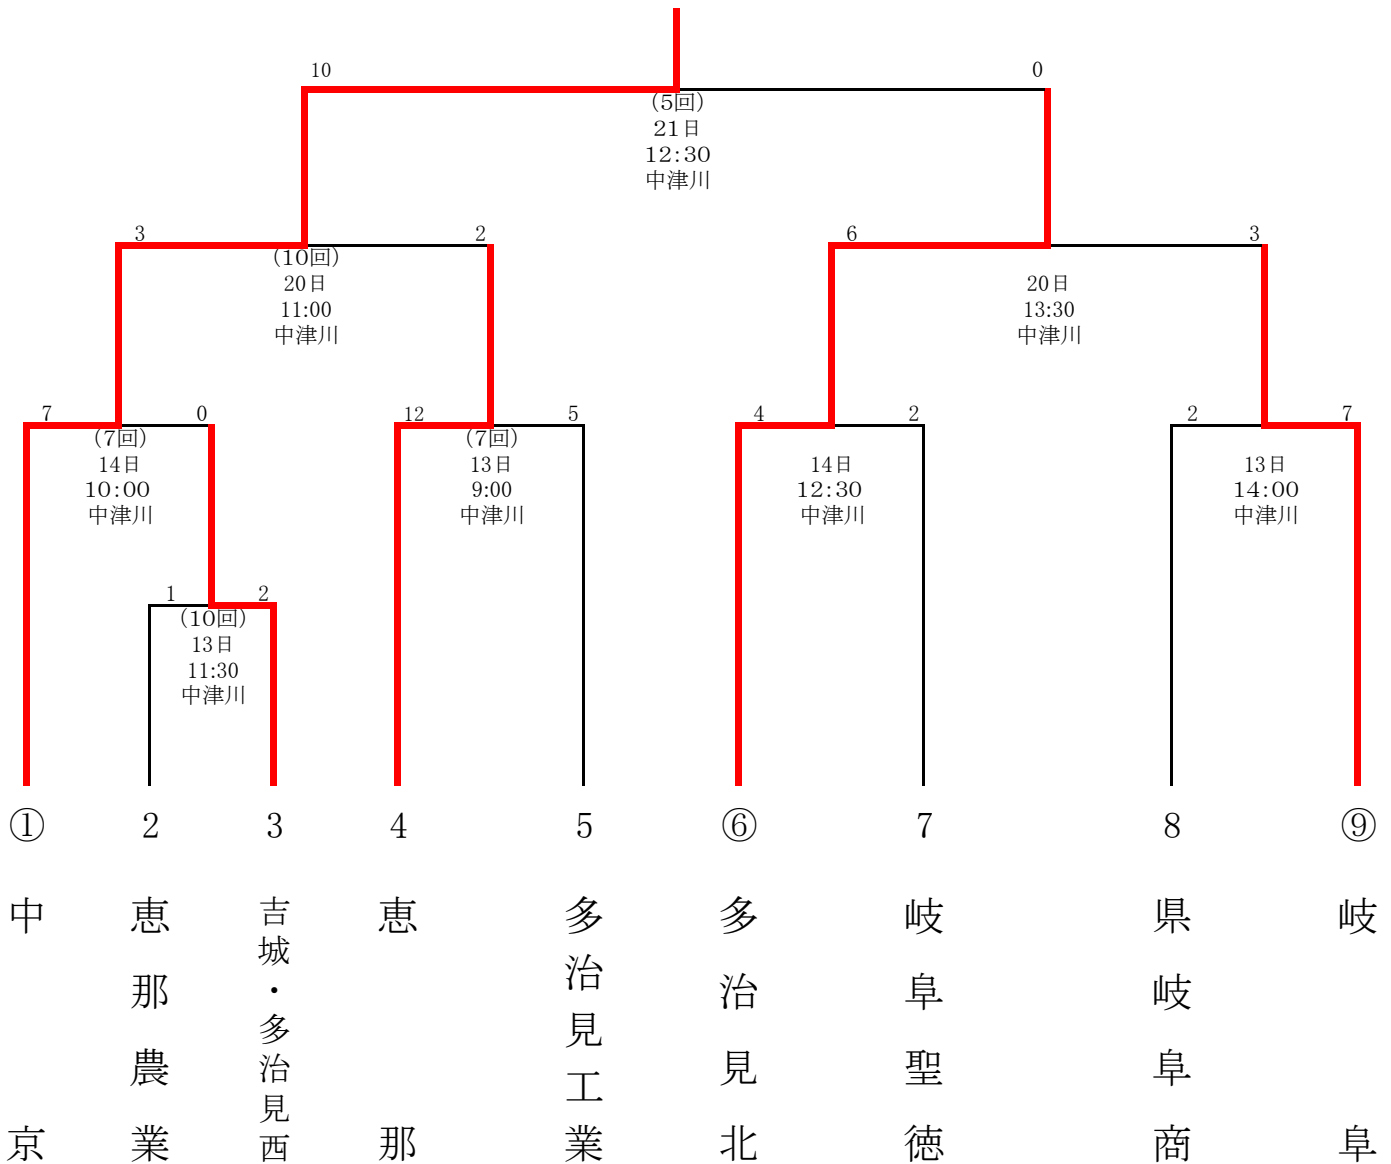 10
0
(5回)
21日
12:30
中津川
3
2
6
3
(10回)
20日
11:00
中津川
20日
13:30
中津川
7
0
12
5
4
2
2
7
(7回)
14日
10:00
中津川
(7回)
13日
9:00
中津川
14日
12:30
中津川
13日
14:00
中津川
1
2
(10回)
13日
11:30
中津川
① 2 3 4 5 ⑥ 7 8 ⑨
中京
恵那農業
吉城・多治見西
恵那
多治見工業
多治見北
岐阜聖徳
県岐阜商
岐阜